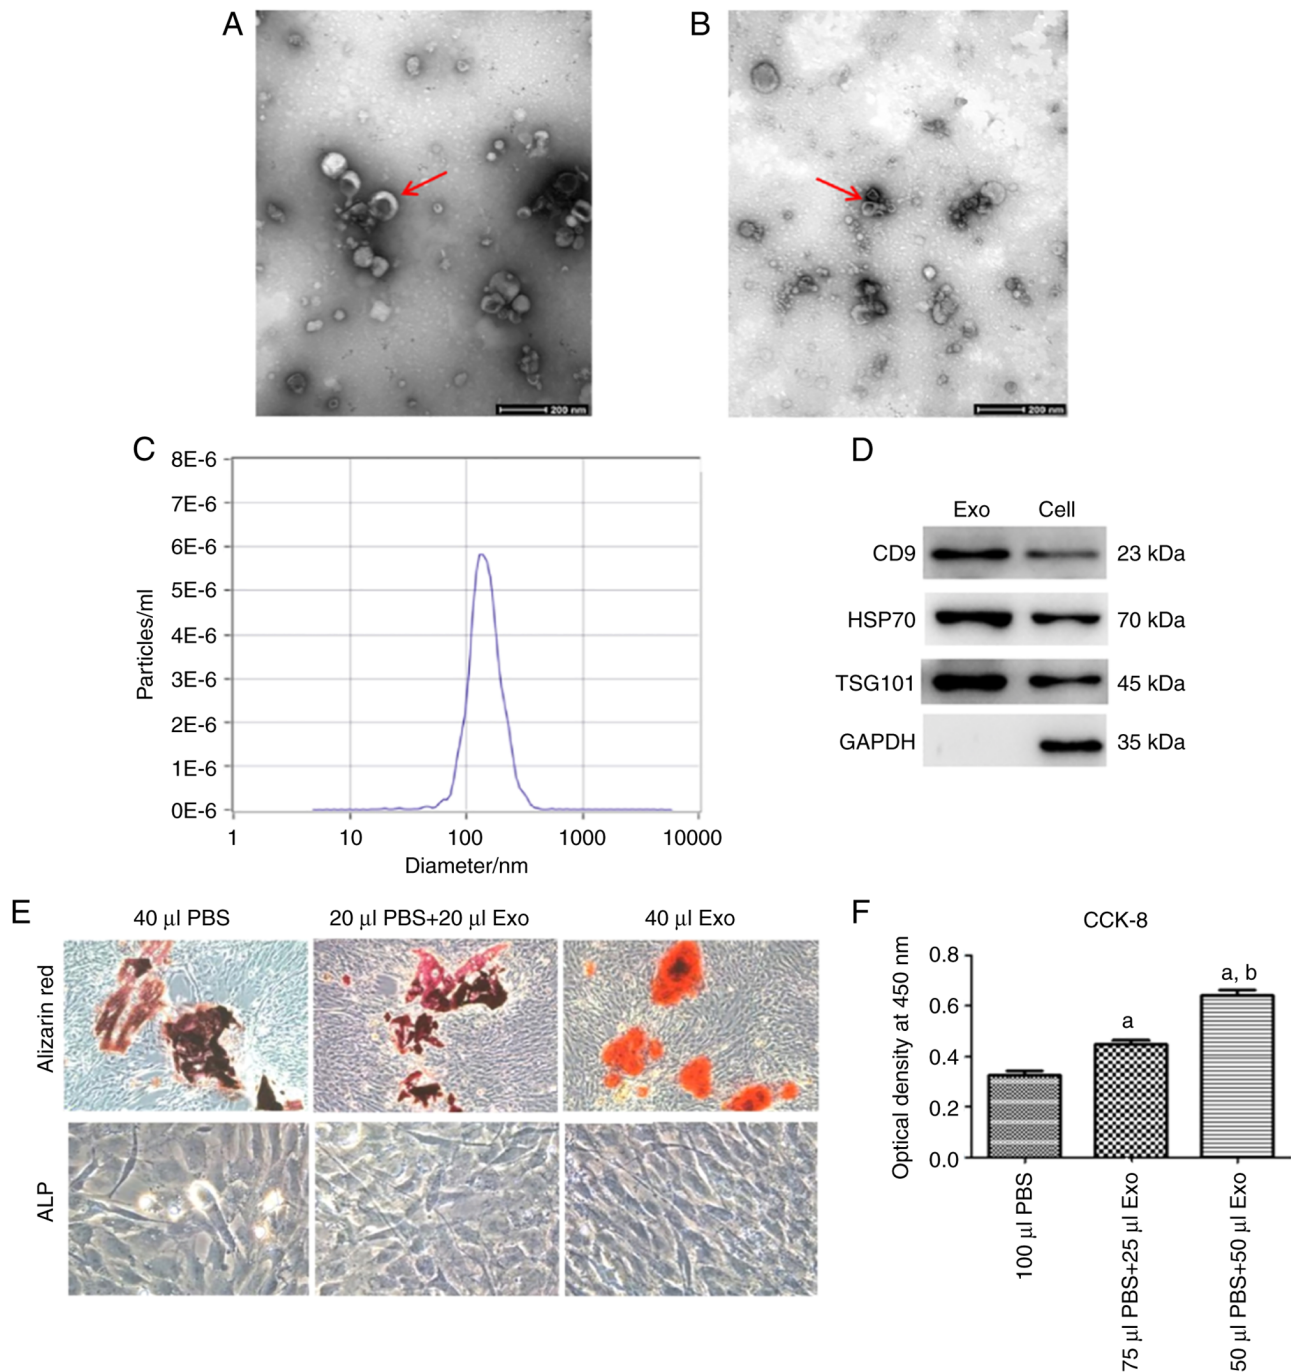 A
B
200 nm
200 nm
C
8E-6
7E-6
6E-6
5E-6
4E-6
3E-6
2E-6
1E-6
0E-6
Particles/ml
1 10 100 1000 10000
Diameter/nm
D
Exo Cell
CD9 23 kDa
HSP70 70 kDa
TSG101 45 kDa
GAPDH 35 kDa
E
40 µl PBS 20 µl PBS+20 µl Exo 40 µl Exo
Alizarin red
ALP
F
CCK-8
Optical density at 450 nm
0.8
0.6
0.4
0.2
0.0
a
a, b
100 µl PBS
75 µl PBS+25 µl Exo
50 µl PBS+50 µl Exo